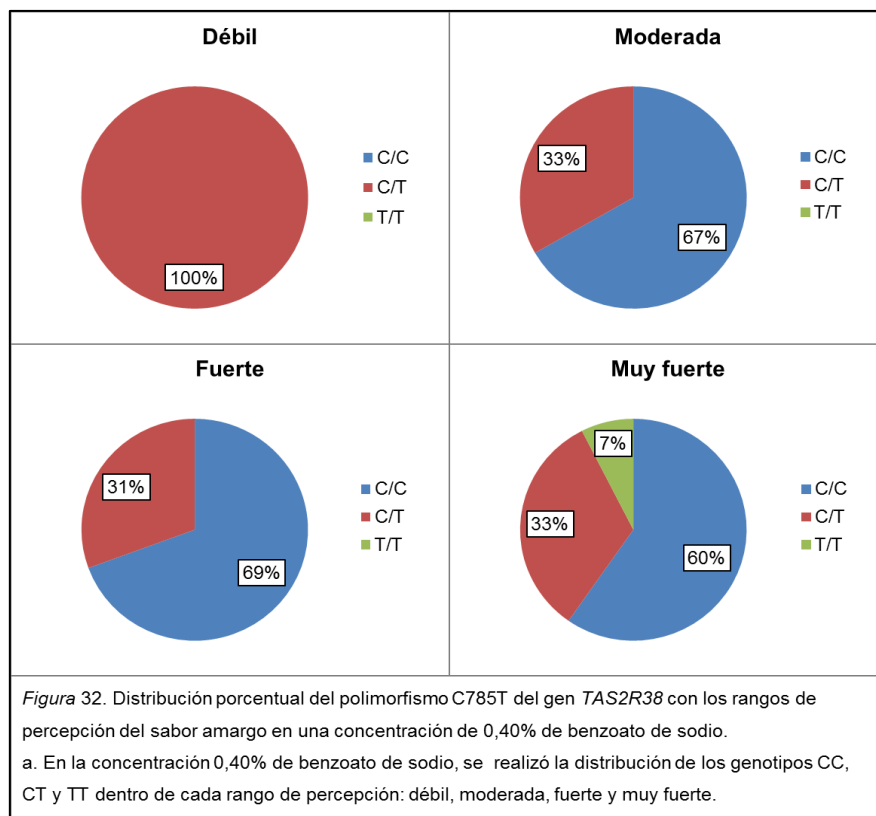 Débil
C/C
C/T
T/T
100%
Moderada
33%
67%
C/C
C/T
T/T
Fuerte
31%
69%
C/C
C/T
T/T
Muy fuerte
7%
33%
60%
C/C
C/T
T/T
Figura 32. Distribución porcentual del polimorfismo C785T del gen TAS2R38 con los rangos de
percepción del sabor amargo en una concentración de 0,40% de benzoato de sodio.
a. En la concentración 0,40% de benzoato de sodio, se realizó la distribución de los genotipos CC,
CT y TT dentro de cada rango de percepción: débil, moderada, fuerte y muy fuerte.